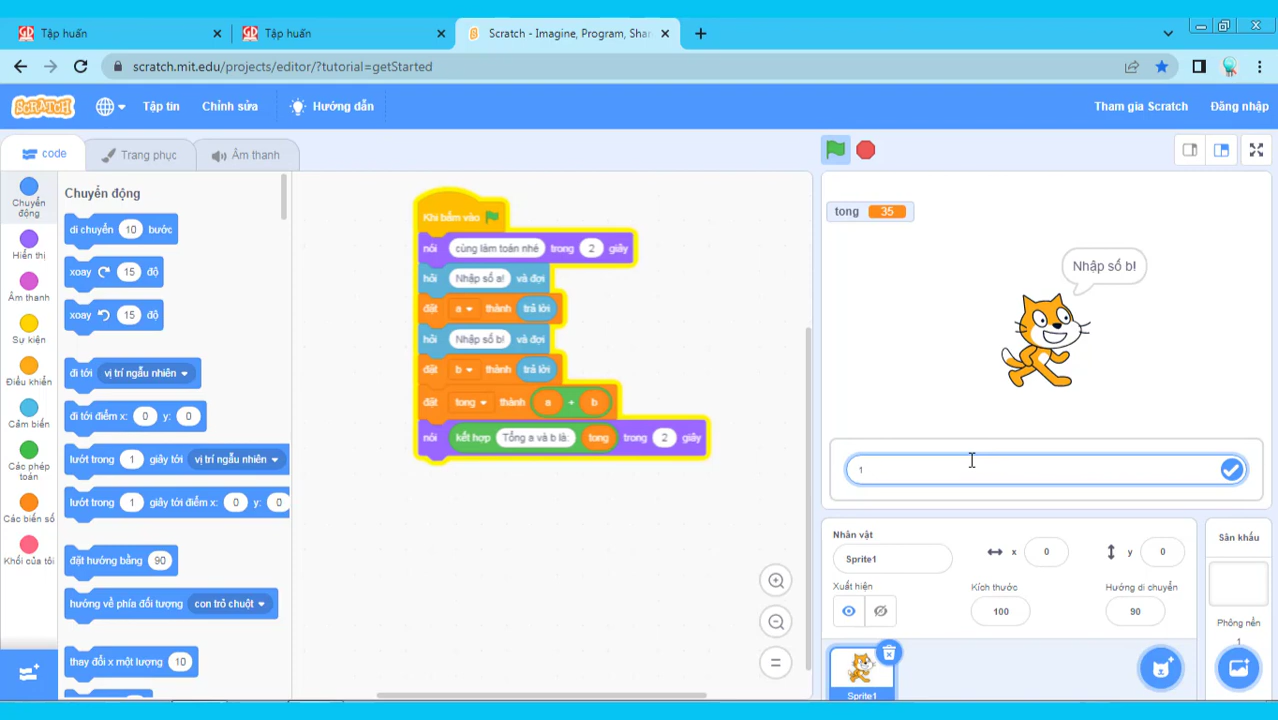 Tập huấn
Tập huấn
Scratch - Imagine, Program, Shar
scratch.mit.edu/projects/editor/?tutorial=getStarted
SCRATCH
Tập tin
Chỉnh sửa
Hướng dẫn
Tham gia Scratch
Đăng nhập
code
Trang phục
Âm thanh
Chuyển động
Hiển thị
Âm thanh
Sự kiện
Điều khiển
Cảm biến
Các phép toán
Các biến số
Khối của tôi
Chuyển động
di chuyển 10 bước
xoay 15 độ
xoay 15 độ
đi tới vị trí ngẫu nhiên
đi tới điểm x: 0 y: 0
lướt trong 1 giây tới vị trí ngẫu nhiên
lướt trong 1 giây tới điểm x: 0 y: 0
đặt hướng bằng 90
hướng về phía đối tượng con trỏ chuột
thay đổi x một lượng 10
Khi bấm vào
nói cùng làm toán nhé trong 2 giây
hỏi Nhập số a! và đợi
đặt a thành trả lời
hỏi Nhập số b! và đợi
đặt b thành trả lời
đặt tong thành a + b
nói kết hợp Tổng a và b là: tong trong 2 giây
tong 35
Nhập số b!
1
Nhân vật
Sprite1
x 0
y 0
Xuất hiện
Kích thước
100
Hướng di chuyển
90
Sprite1
Sân khấu
Phông nền
1